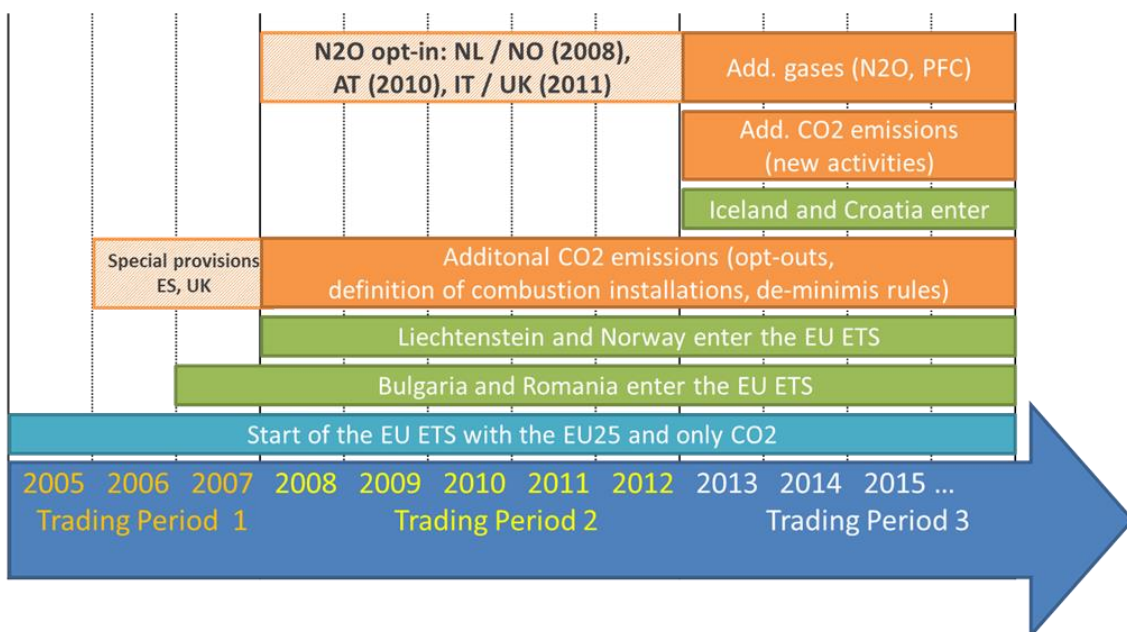 N2O opt-in: NL / NO (2008),
AT (2010), IT / UK (2011)
Add. gases (N2O, PFC)
Add. CO2 emissions
(new activities)
Iceland and Croatia enter
Special provisions
ES, UK
Additonal CO2 emissions (opt-outs,
definition of combustion installations, de-minimis rules)
Liechtenstein and Norway enter the EU ETS
Bulgaria and Romania enter the EU ETS
Start of the EU ETS with the EU25 and only CO2
2005 2006 2007 2008 2009 2010 2011 2012 2013 2014 2015 ...
Trading Period 1 Trading Period 2 Trading Period 3